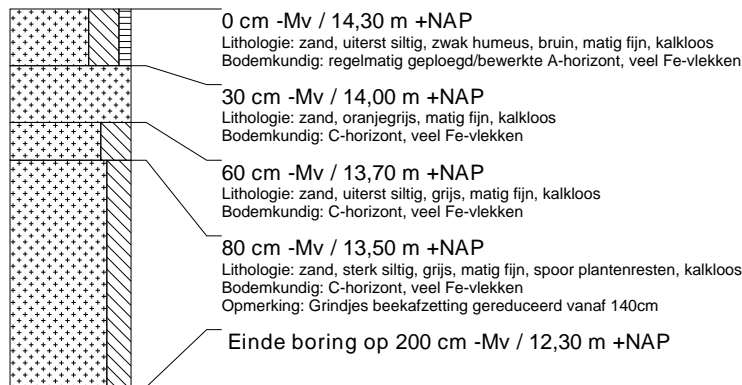 0 cm -Mv / 14,30 m +NAP
Lithologie: zand, uiterst siltig, zwak humeus, bruin, matig fijn, kalkloos
Bodemkundig: regelmatig geploegd/bewerkte A-horizont, veel Fe-vlekken
30 cm -Mv / 14,00 m +NAP
Lithologie: zand, oranjegrijs, matig fijn, kalkloos
Bodemkundig: C-horizont, veel Fe-vlekken
60 cm -Mv / 13,70 m +NAP
Lithologie: zand, uiterst siltig, grijs, matig fijn, kalkloos
Bodemkundig: C-horizont, veel Fe-vlekken
80 cm -Mv / 13,50 m +NAP
Lithologie: zand, sterk siltig, grijs, matig fijn, spoor plantenresten, kalkloos
Bodemkundig: C-horizont, veel Fe-vlekken
Opmerking: Grindjes beekafzetting gereduceerd vanaf 140cm
Einde boring op 200 cm -Mv / 12,30 m +NAP